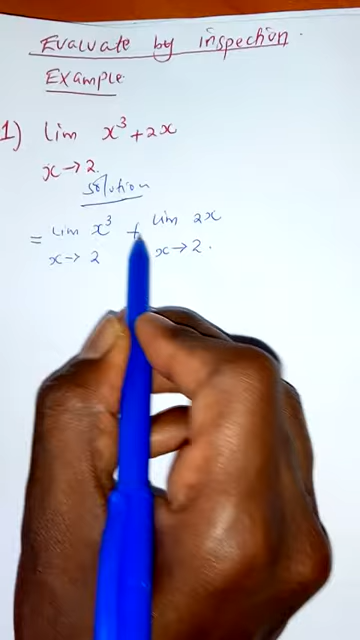 Evaluate by inspection.
Example
1) lim x³ + 2x
x → 2.
solution
= lim x³ + lim 2x
x → 2 x → 2.